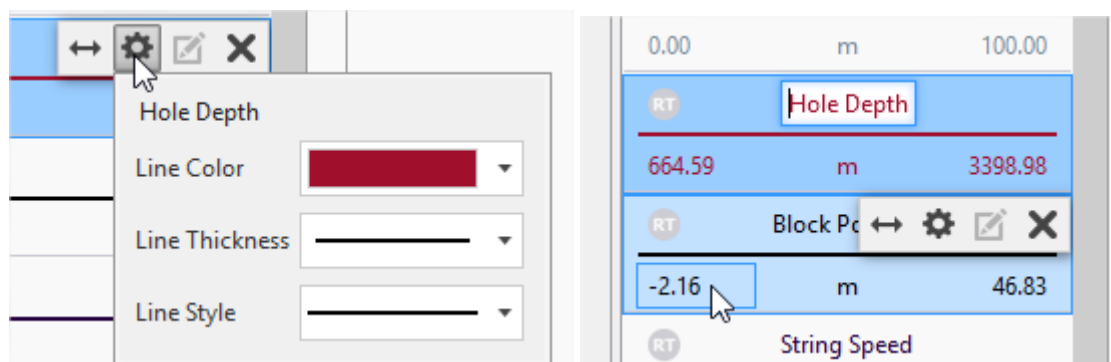 Hole Depth
Line Color
Line Thickness
Line Style
0.00 m 100.00
RT Hole Depth
664.59 m 3398.98
RT Block Po
-2.16 m 46.83
RT String Speed